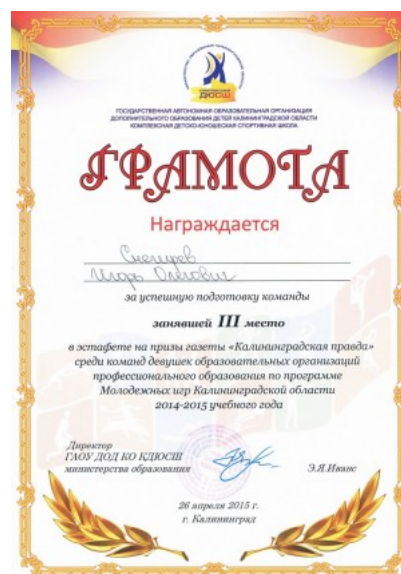 ДЮСШ
ГОСУДАРСТВЕННАЯ АВТОНОМНАЯ ОБРАЗОВАТЕЛЬНАЯ ОРГАНИЗАЦИЯ
ДОПОЛНИТЕЛЬНОГО ОБРАЗОВАНИЯ ДЕТЕЙ КАЛИНИНГРАДСКОЙ ОБЛАСТИ
КОМПЛЕКСНАЯ ДЕТСКО-ЮНОШЕСКАЯ СПОРТИВНАЯ ШКОЛА
ГРАМОТА
Награждается
Снегирев
Игорь Олегович
за успешную подготовку команды
занявшей III место
в эстафете на призы газеты «Калининградская правда»
среди команд девушек образовательных организаций
профессионального образования по программе
Молодежных игр Калининградской области
2014-2015 учебного года
Директор
ГАОУ ДОД КО КДЮСШ
министерства образования
Э.Я.Иванс
26 апреля 2015 г.
г. Калининград